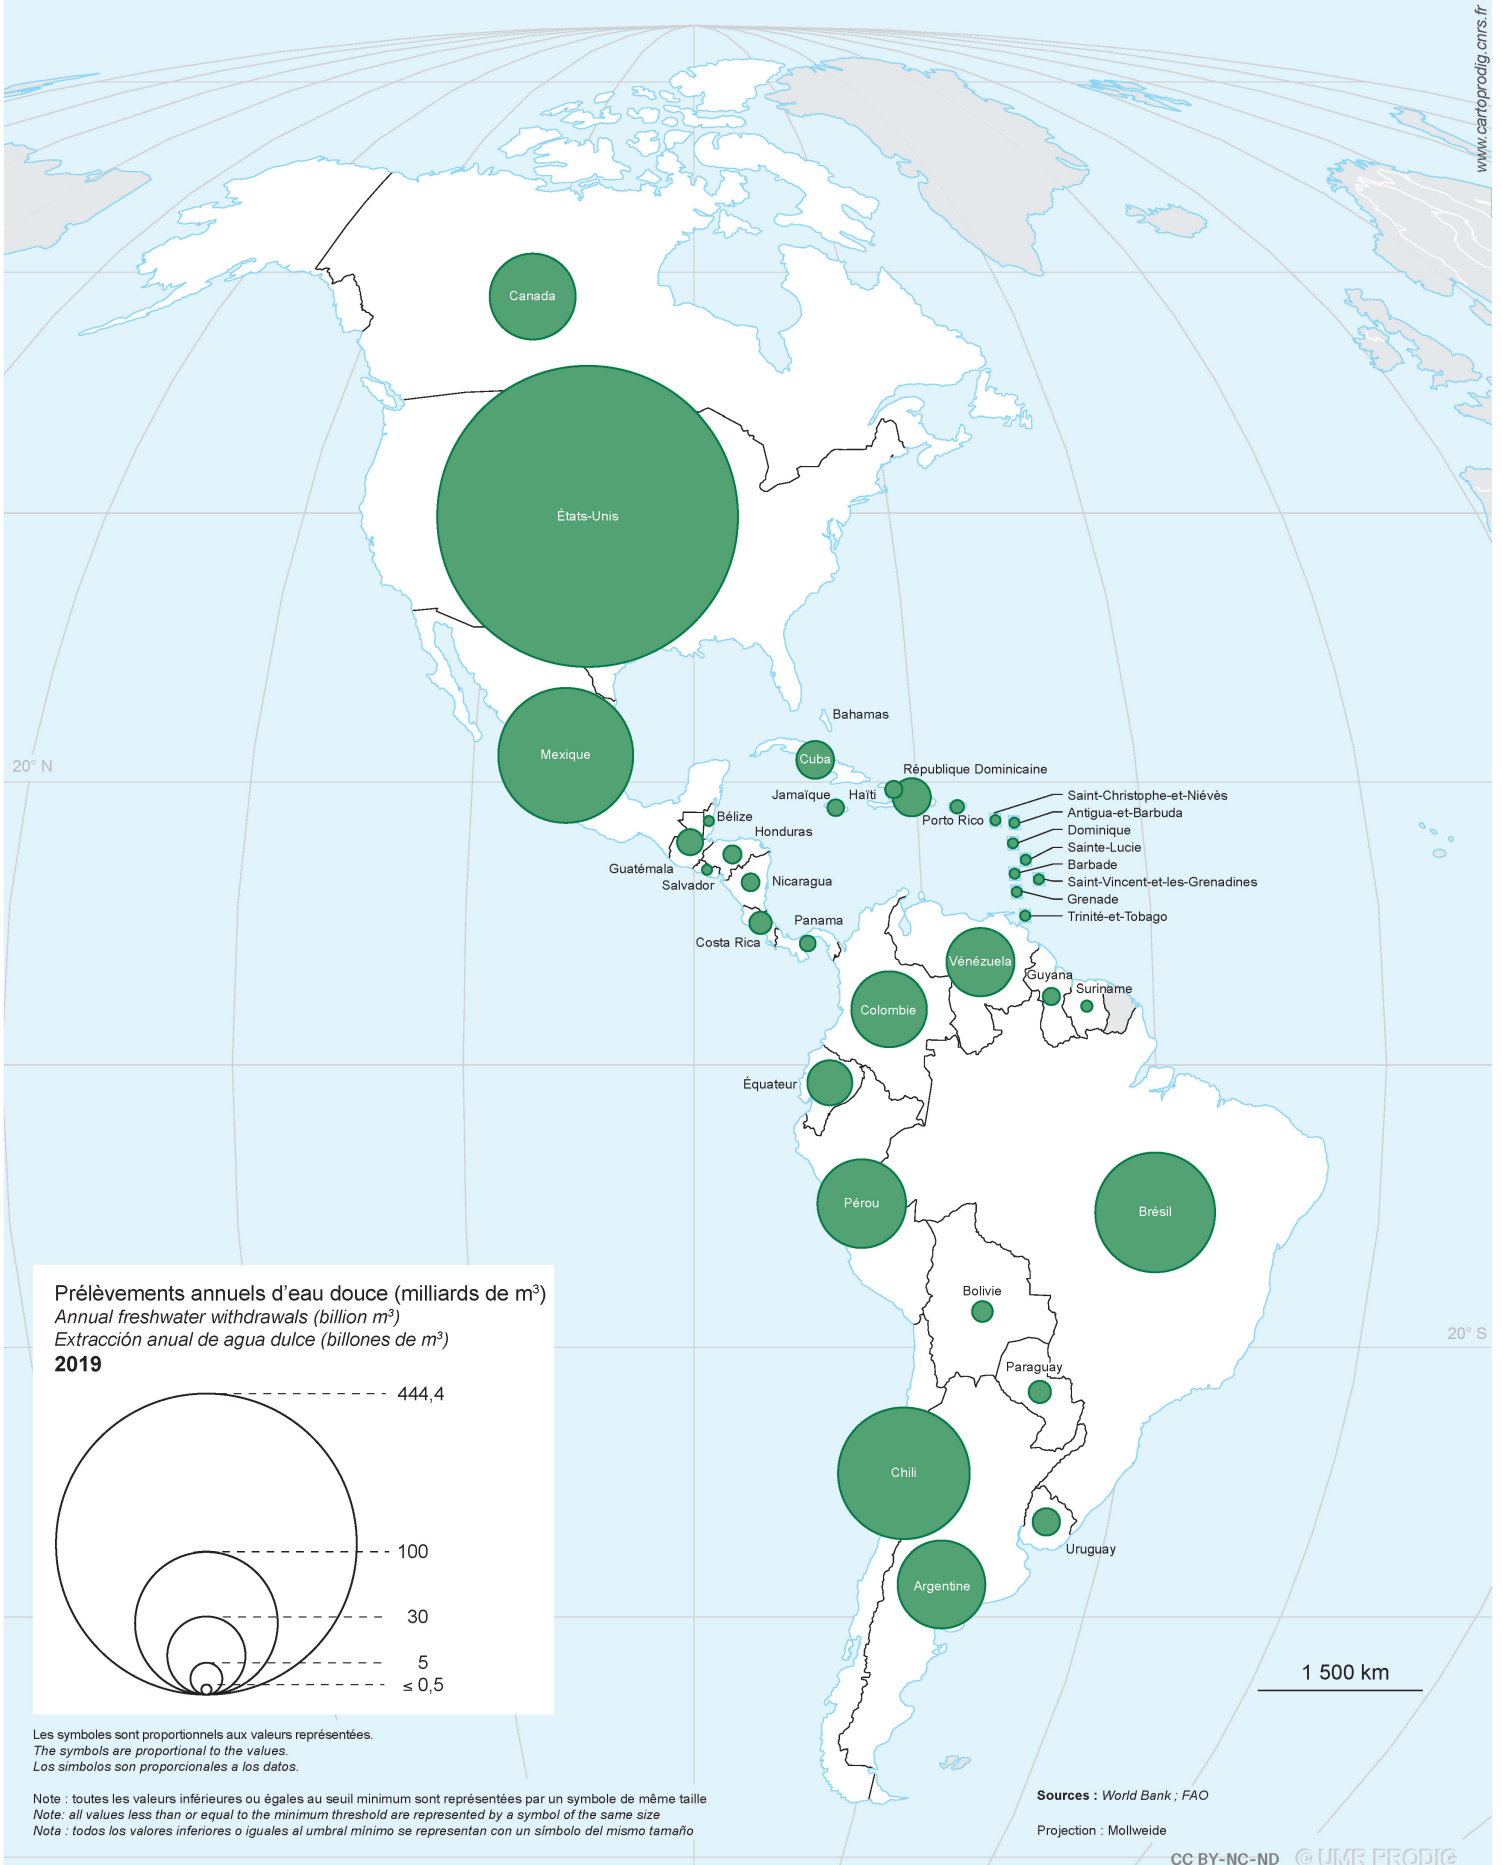 www.cartoprodig.cnrs.fr
Canada
États-Unis
Mexique
Bahamas
Cuba
20° N
République Dominicaine
Jamaïque
Haïti
Saint-Christophe-et-Niévès
Antigua-et-Barbuda
Porto Rico
Bélize
Dominique
Honduras
Sainte-Lucie
Barbade
Guatémala
Salvador
Nicaragua
Saint-Vincent-et-les-Grenadines
Grenade
Trinité-et-Tobago
Panama
Costa Rica
Vénézuela
Guyana
Suriname
Colombie
Équateur
Pérou
Brésil
Bolivie
20° S
Paraguay
Chili
Uruguay
Argentine
Prélèvements annuels d’eau douce (milliards de m³)
Annual freshwater withdrawals (billion m³)
Extracción anual de agua dulce (billones de m³)
2019
444,4
100
30
5
≤ 0,5
1 500 km
Les symboles sont proportionnels aux valeurs représentées.
The symbols are proportional to the values.
Los simbolos son proporcionales a los datos.
Note : toutes les valeurs inférieures ou égales au seuil minimum sont représentées par un symbole de même taille
Note: all values less than or equal to the minimum threshold are represented by a symbol of the same size
Nota : todos los valores inferiores o iguales al umbral mínimo se representan con un símbolo del mismo tamaño
Sources : World Bank ; FAO
Projection : Mollweide
CC BY-NC-ND © UMR PRODIG